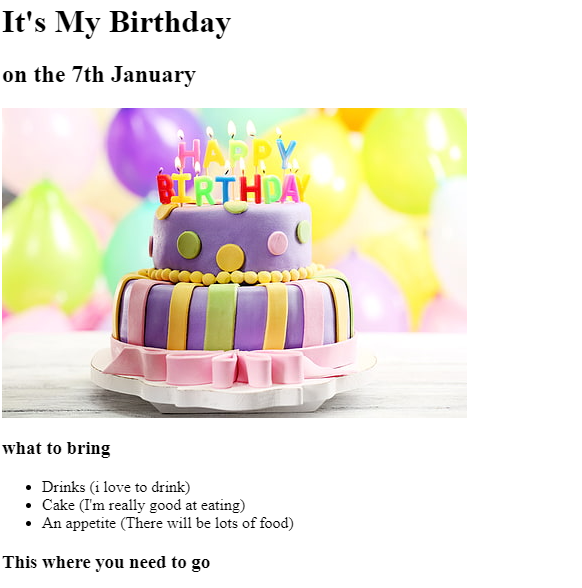 It's My Birthday
on the 7th January
HAPPY
BIRTHDAY
what to bring
Drinks (i love to drink)
Cake (I'm really good at eating)
An appetite (There will be lots of food)
This where you need to go